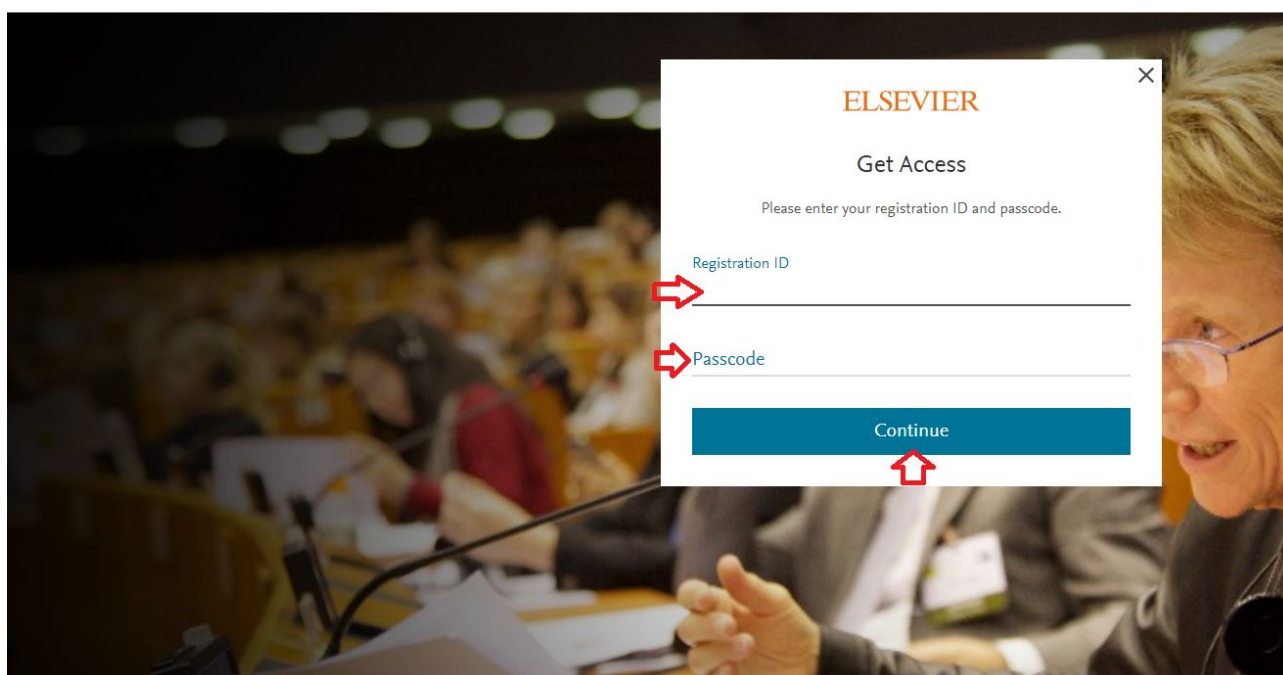 ELSEVIER
Get Access
Please enter your registration ID and passcode.
Registration ID
Passcode
Continue